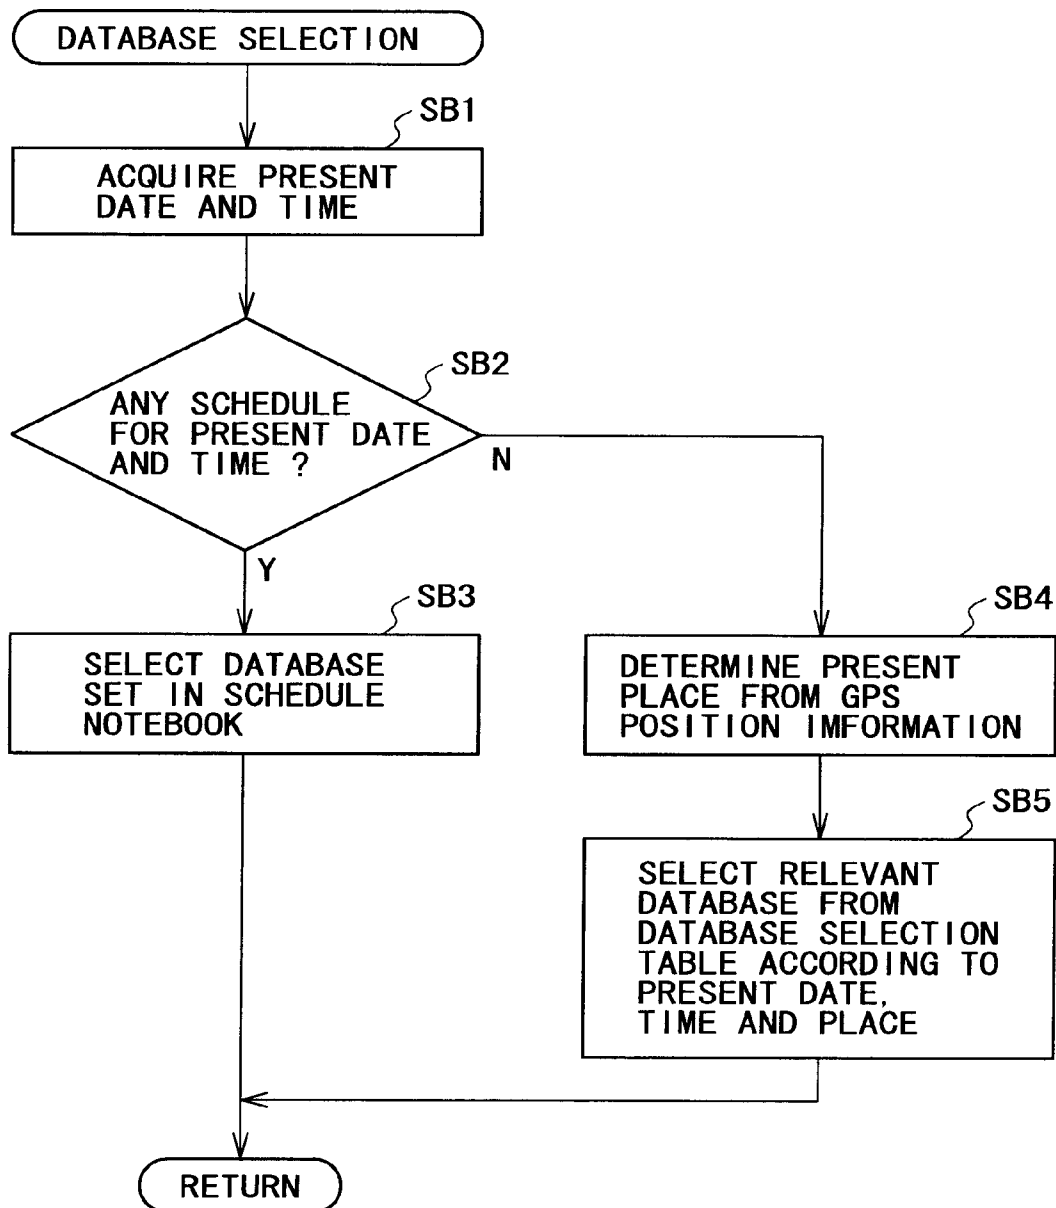 DATABASE SELECTION
SB1
ACQUIRE PRESENT
DATE AND TIME
SB2
ANY SCHEDULE
FOR PRESENT DATE
AND TIME ?
N
Y
SB3
SELECT DATABASE
SET IN SCHEDULE
NOTEBOOK
SB4
DETERMINE PRESENT
PLACE FROM GPS
POSITION IMFORMATION
SB5
SELECT RELEVANT
DATABASE FROM
DATABASE SELECTION
TABLE ACCORDING TO
PRESENT DATE,
TIME AND PLACE
RETURN